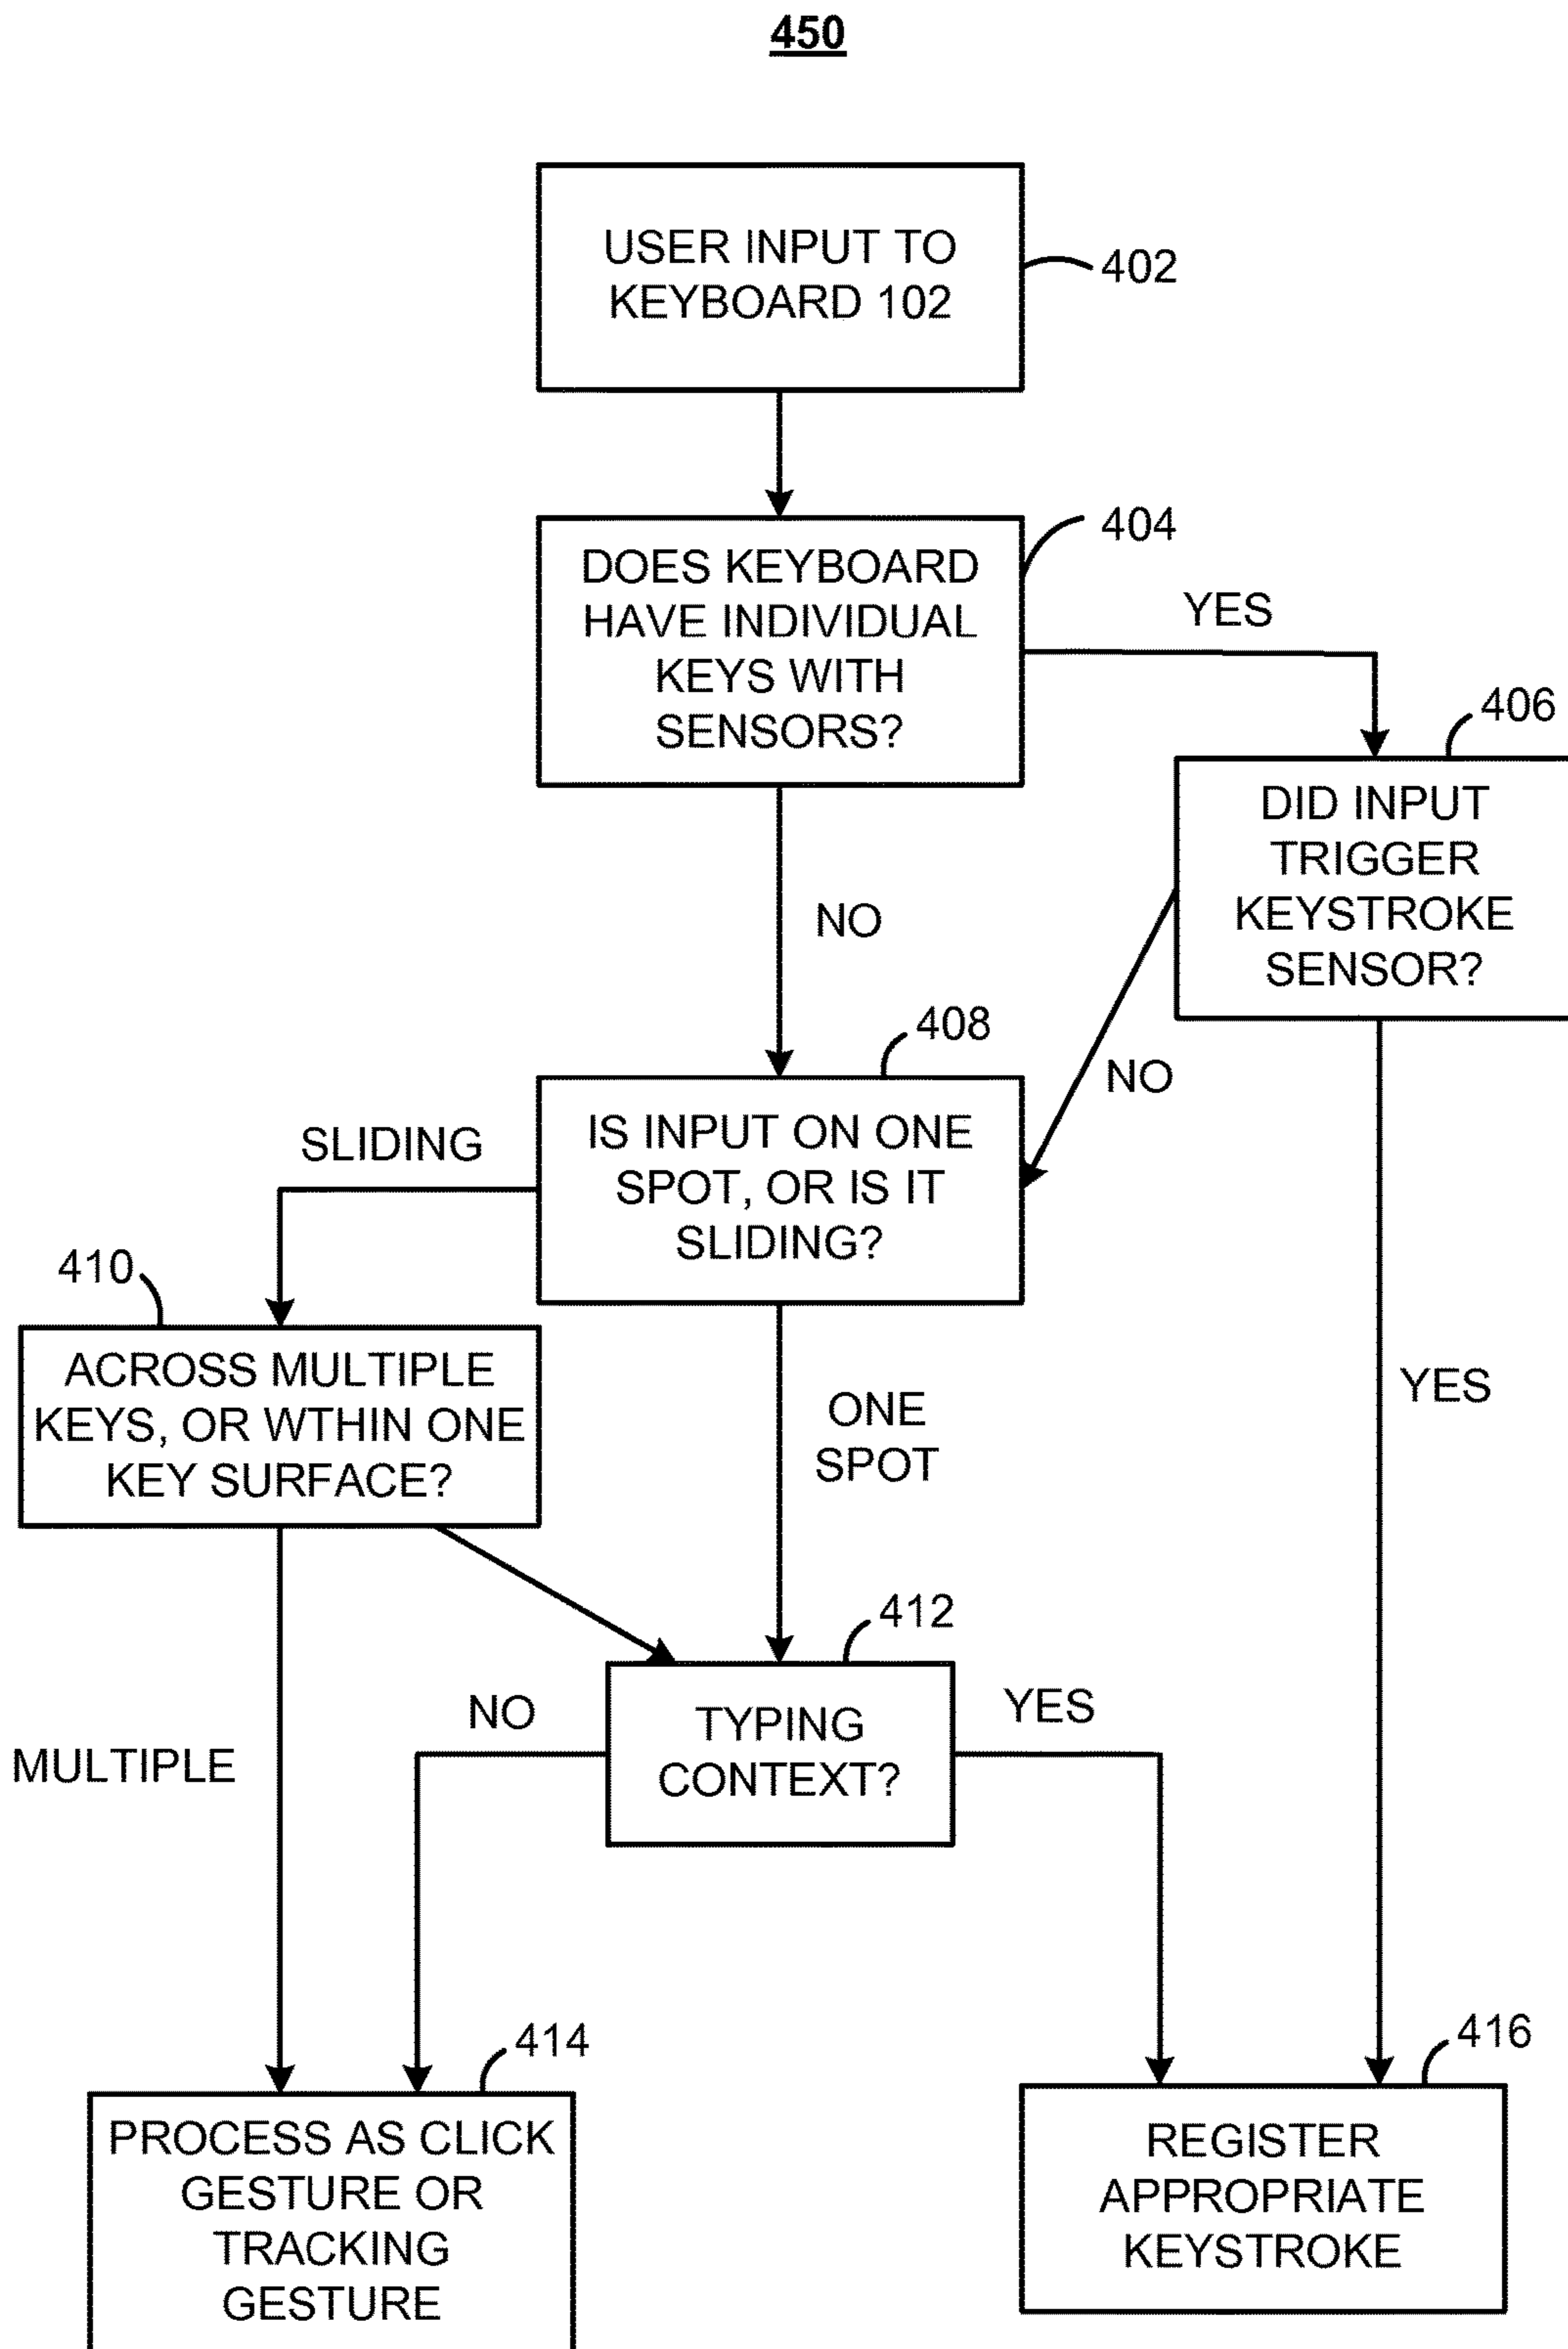 450
USER INPUT TO
KEYBOARD 102
402
DOES KEYBOARD
HAVE INDIVIDUAL
KEYS WITH
SENSORS?
404
YES
406
DID INPUT
TRIGGER
KEYSTROKE
SENSOR?
NO
NO
408
IS INPUT ON ONE
SPOT, OR IS IT
SLIDING?
SLIDING
410
ACROSS MULTIPLE
KEYS, OR WTHIN ONE
KEY SURFACE?
ONE
SPOT
YES
412
TYPING
CONTEXT?
NO
YES
MULTIPLE
414
PROCESS AS CLICK
GESTURE OR
TRACKING
GESTURE
416
REGISTER
APPROPRIATE
KEYSTROKE